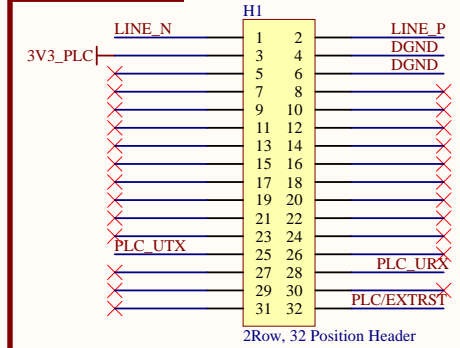 H1
LINE_N 1 2 LINE_P
3V3_PLC 3 4 DGND
5 6 DGND
7 8
9 10
11 12
13 14
15 16
17 18
19 20
21 22
23 24
PLC_UTX 25 26
27 28 PLC_URX
29 30
31 32 PLC/EXTRST
2Row, 32 Position Header